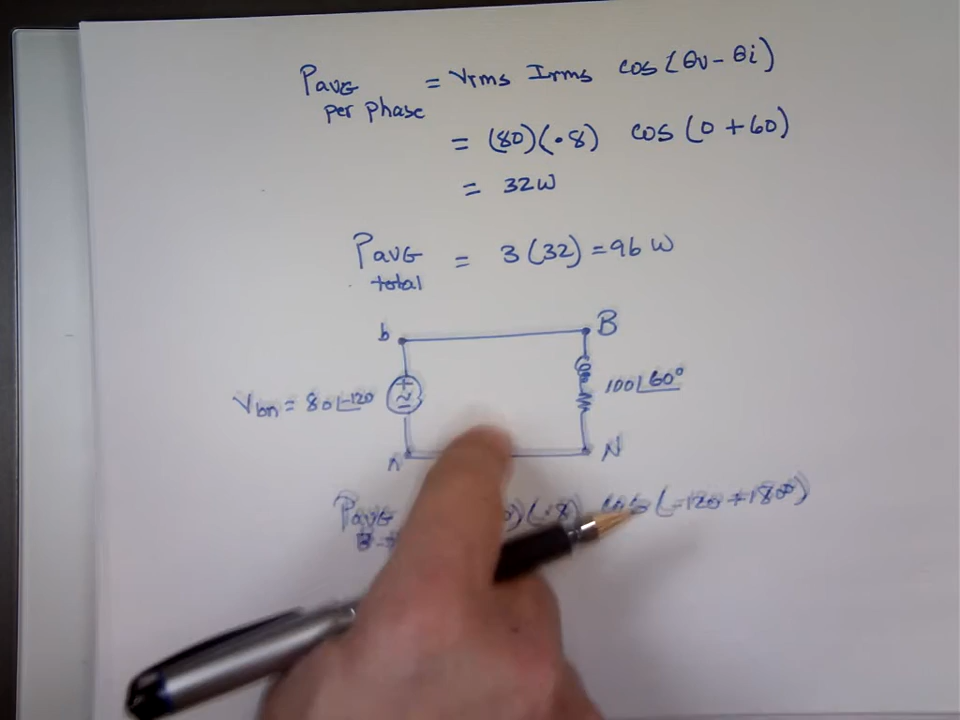 PAVG = Vrms Irms cos(θv - θi)
per phase
= (80)(.8) cos(0+60)
= 32W
PAVG = 3(32) = 96 W
total
b B
Vbn = 80∠-120 100∠60°
n N
PAVG )(.8) cos(-120+180)